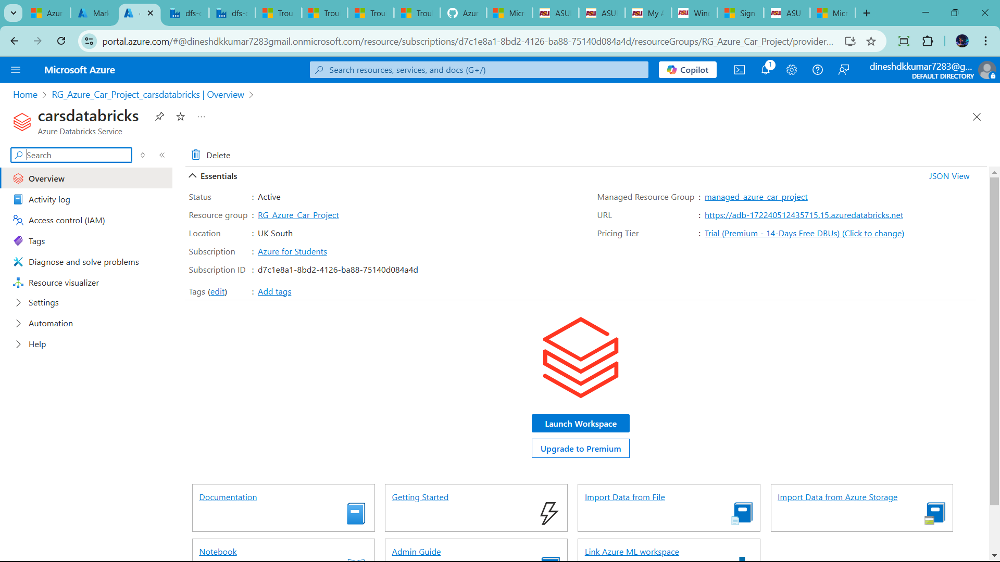 Azur
Mark
dfs-c
dfs-c
Trou
Trou
Trou
Trou
Azur
Micr
ASU
ASU
My A
Wind
Sign
ASU
Micr
portal.azure.com/#@dineshdkkumar7283gmail.onmicrosoft.com/resource/subscriptions/d7c1e8a1-8bd2-4126-ba88-75140d084a4d/resourceGroups/RG_Azure_Car_Project/provider...
Microsoft Azure
Search resources, services, and docs (G+/)
Copilot
1
dineshdkkumar7283@g...
DEFAULT DIRECTORY
Home > RG_Azure_Car_Project_carsdatabricks | Overview >
carsdatabricks
Azure Databricks Service
Search
Delete
Overview
Activity log
Access control (IAM)
Tags
Diagnose and solve problems
Resource visualizer
Settings
Automation
Help
Essentials
JSON View
Status : Active
Resource group : RG_Azure_Car_Project
Location : UK South
Subscription : Azure for Students
Subscription ID : d7c1e8a1-8bd2-4126-ba88-75140d084a4d
Tags (edit) : Add tags
Managed Resource Group : managed_azure_car_project
URL : https://adb-172240512435715.15.azuredatabricks.net
Pricing Tier : Trial (Premium - 14-Days Free DBUs) (Click to change)
Launch Workspace
Upgrade to Premium
Documentation
Getting Started
Import Data from File
Import Data from Azure Storage
Notebook
Admin Guide
Link Azure ML workspace